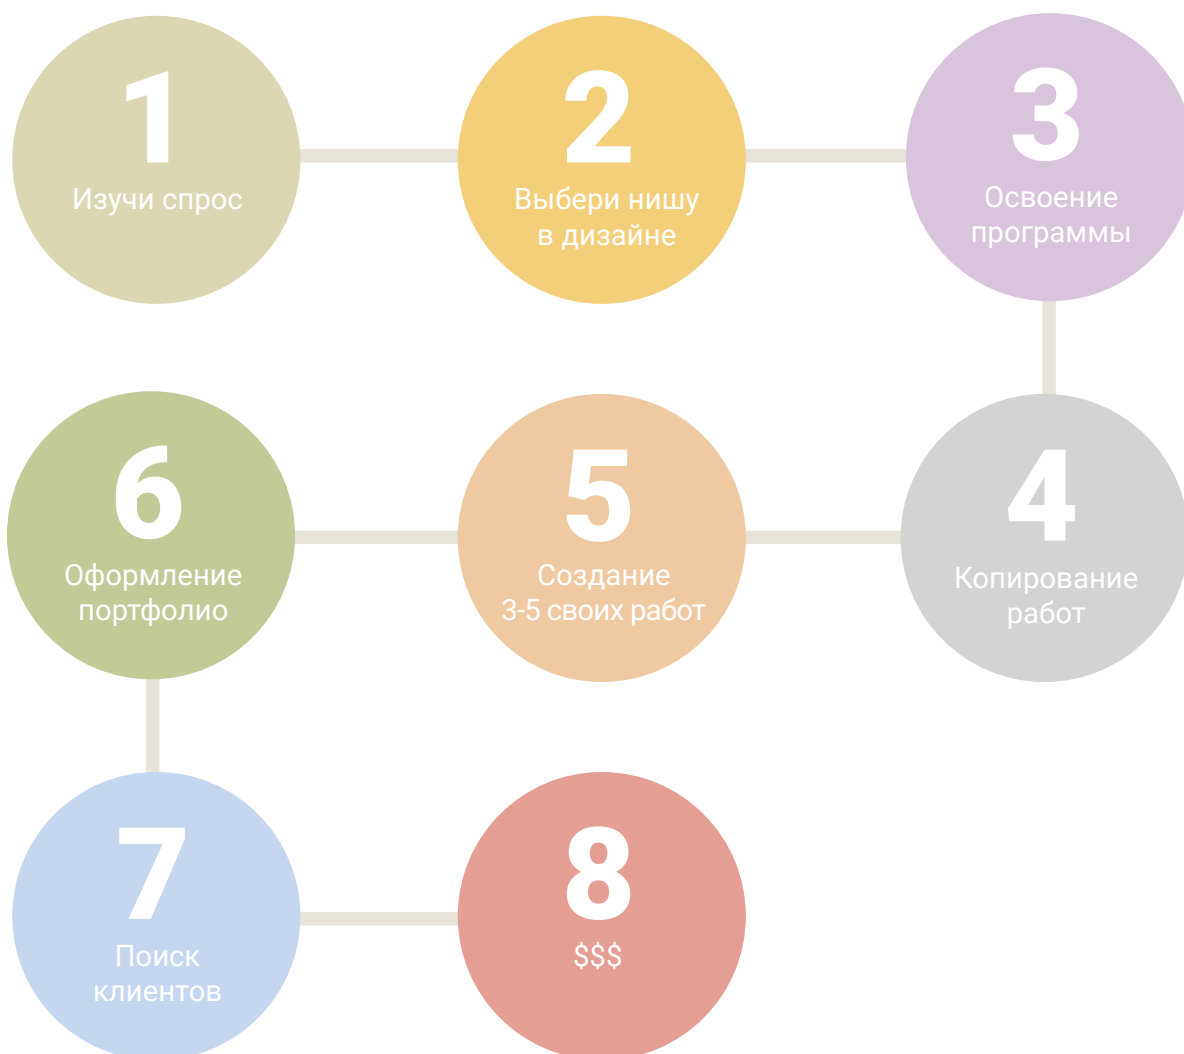 1
Изучи спрос
2
Выбери нишу
в дизайне
3
Освоение
программы
4
Копирование
работ
5
Создание
3-5 своих работ
6
Оформление
портфолио
7
Поиск
клиентов
8
$$$